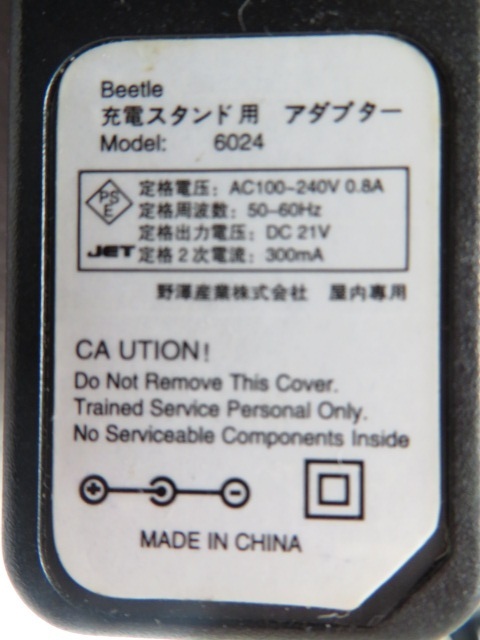 Beetle
充電スタンド用 アダプター
Model: 6024
PS
E
定格電圧: AC100-240V 0.8A
定格周波数: 50-60Hz
定格出力電圧: DC 21V
JET 定格2次電流: 300mA
野澤産業株式会社 屋内專用
CA UTION!
Do Not Remove This Cover.
Trained Service Personal Only.
No Serviceable Components Inside
MADE IN CHINA